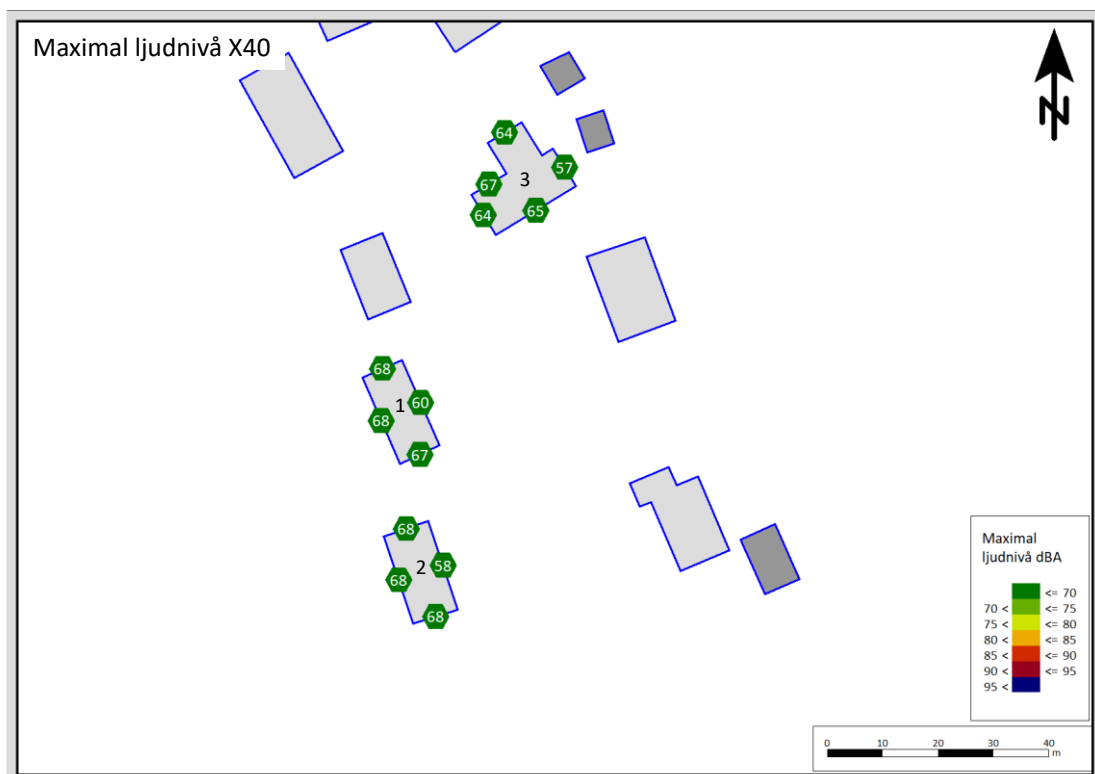 Maximal ljudnivå X40
N
64
57
67
3
64
65
68
1
60
68
67
68
2
58
68
68
Maximal
ljudnivå dBA
<= 70
70 < <= 75
75 < <= 80
80 < <= 85
85 < <= 90
90 < <= 95
95 <
0 10 20 30 40
m